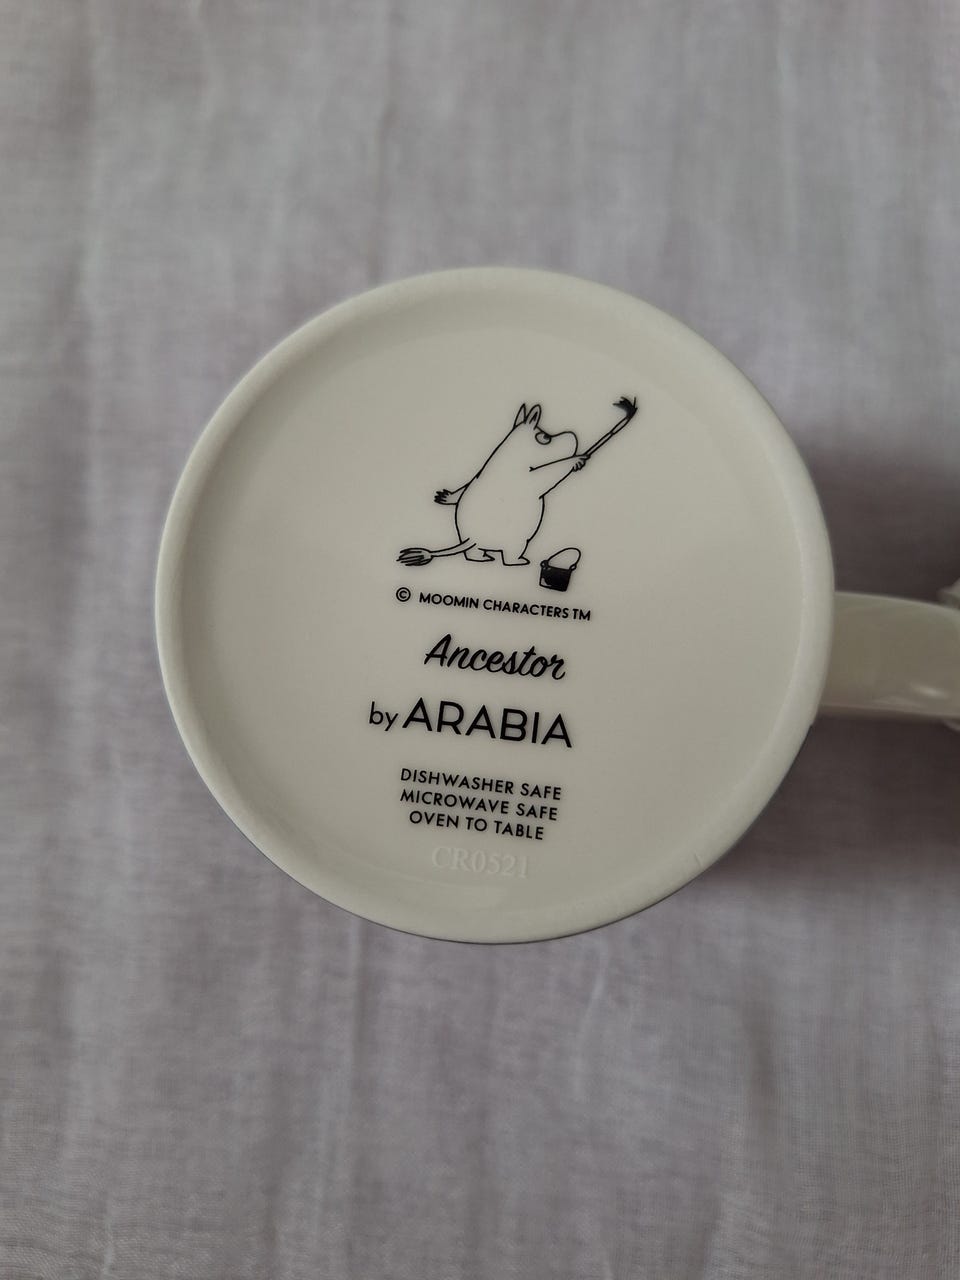 © MOOMIN CHARACTERS TM
Ancestor
by ARABIA
DISHWASHER SAFE
MICROWAVE SAFE
OVEN TO TABLE
CR0521